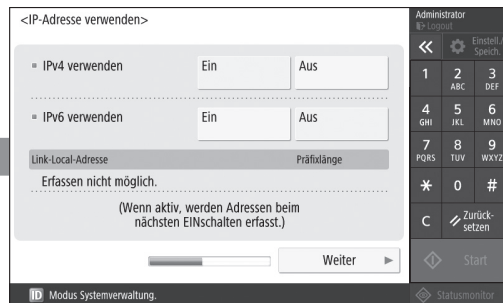 <IP-Adresse verwenden>
IPv4 verwenden
Ein
Aus
IPv6 verwenden
Ein
Aus
Link-Local-Adresse
Präfixlänge
Erfassen nicht möglich.
(Wenn aktiv, werden Adressen beim
nächsten EINschalten erfasst.)
Weiter
ID Modus Systemverwaltung.
Administrator
Logout
Einstell./
Speich.
1
2
ABC
3
DEF
4
GHI
5
JKL
6
MNO
7
PQRS
8
TUV
9
WXYZ
*
0
#
C
Zurück-
setzen
Start
Statusmonitor